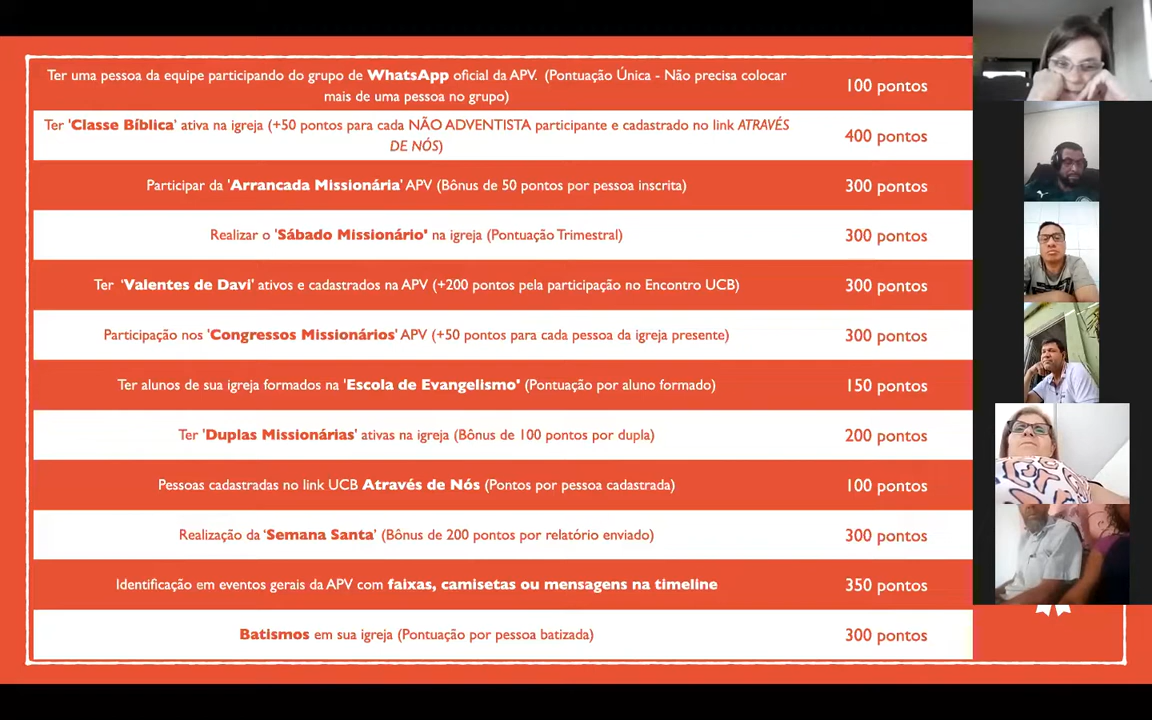 Ter uma pessoa da equipe participando do grupo de WhatsApp oficial da APV. (Pontuação Única - Não precisa colocar
mais de uma pessoa no grupo)
100 pontos
Ter 'Classe Bíblica' ativa na igreja (+50 pontos para cada NÃO ADVENTISTA participante e cadastrado no link ATRAVÉS
DE NÓS)
400 pontos
Participar da 'Arrancada Missionária' APV (Bônus de 50 pontos por pessoa inscrita)
300 pontos
Realizar o 'Sábado Missionário' na igreja (Pontuação Trimestral)
300 pontos
Ter 'Valentes de Davi' ativos e cadastrados na APV (+200 pontos pela participação no Encontro UCB)
300 pontos
Participação nos 'Congressos Missionários' APV (+50 pontos para cada pessoa da igreja presente)
300 pontos
Ter alunos de sua igreja formados na 'Escola de Evangelismo' (Pontuação por aluno formado)
150 pontos
Ter 'Duplas Missionárias' ativas na igreja (Bônus de 100 pontos por dupla)
200 pontos
Pessoas cadastradas no link UCB Através de Nós (Pontos por pessoa cadastrada)
100 pontos
Realização da 'Semana Santa' (Bônus de 200 pontos por relatório enviado)
300 pontos
Identificação em eventos gerais da APV com faixas, camisetas ou mensagens na timeline
350 pontos
Batismos em sua igreja (Pontuação por pessoa batizada)
300 pontos